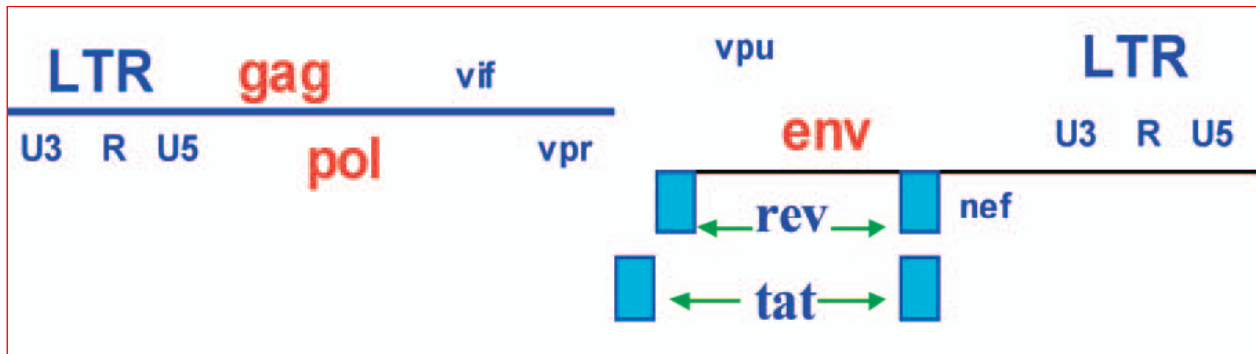 LTR gag vif vpu LTR
U3 R U5 pol vpr env U3 R U5
rev nef
tat